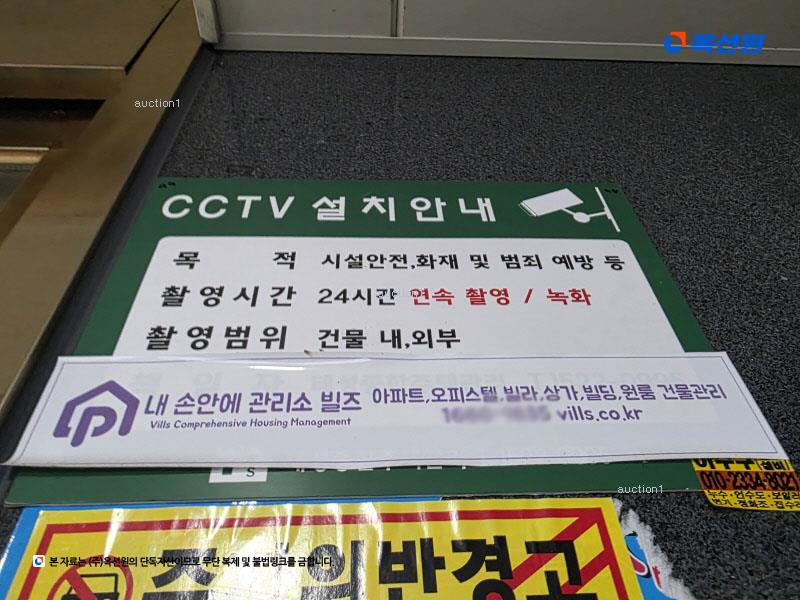 옥션원
auction1
CCTV 설치안내
목 적 시설안전,화재 및 범죄 예방 등
촬영시간 24시간 연속 촬영 / 녹화
촬영범위 건물 내,외부
내 손안에 관리소 빌즈
Vills Comprehensive Housing Management
아파트,오피스텔,빌라,상가,빌딩,원룸 건물관리
vills.co.kr
S
010-2334-8021
auction1
반경고
본 자료는 (주)옥션원의 단독자산이므로 무단 복제 및 불법링크를 금합니다.